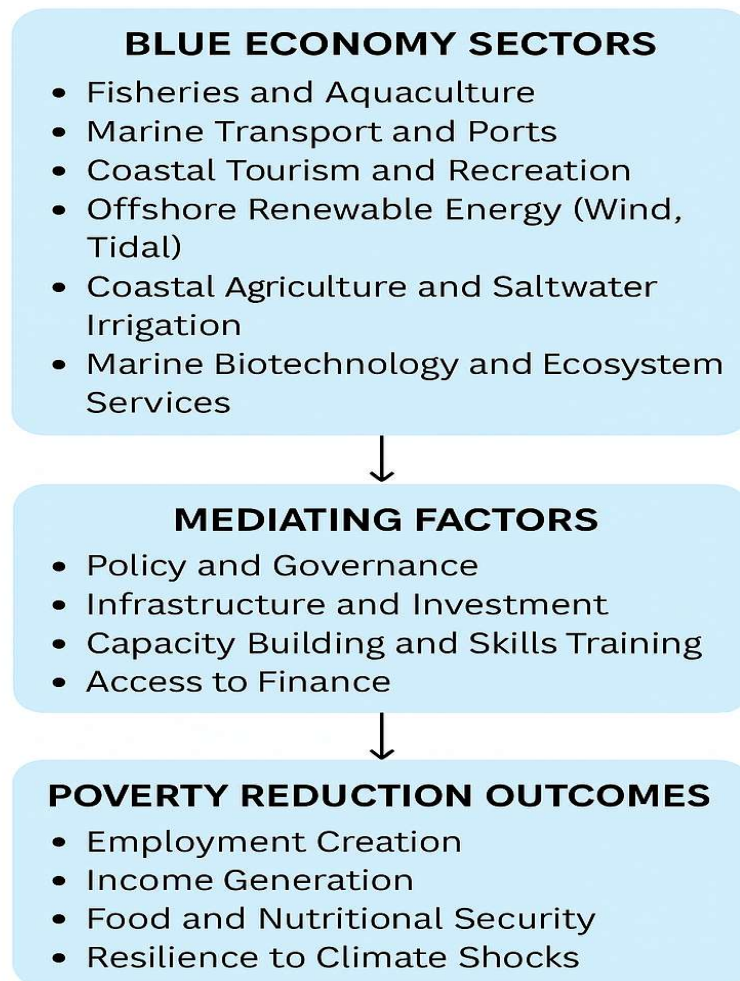 BLUE ECONOMY SECTORS
• Fisheries and Aquaculture
• Marine Transport and Ports
• Coastal Tourism and Recreation
• Offshore Renewable Energy (Wind,
Tidal)
• Coastal Agriculture and Saltwater
Irrigation
• Marine Biotechnology and Ecosystem
Services
MEDIATING FACTORS
• Policy and Governance
• Infrastructure and Investment
• Capacity Building and Skills Training
• Access to Finance
POVERTY REDUCTION OUTCOMES
• Employment Creation
• Income Generation
• Food and Nutritional Security
• Resilience to Climate Shocks